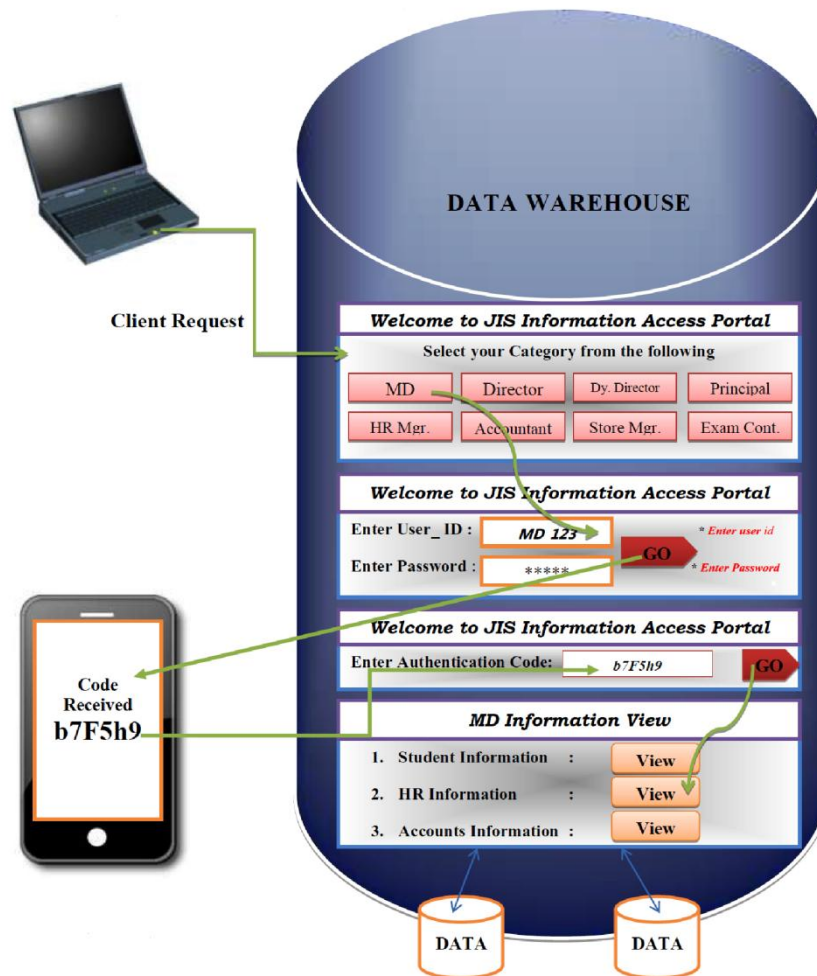 DATA WAREHOUSE
Client Request
Welcome to JIS Information Access Portal
Select your Category from the following
MD Director Dy. Director Principal
HR Mgr. Accountant Store Mgr. Exam Cont.
Welcome to JIS Information Access Portal
Enter User_ ID : MD 123 * Enter user id
GO
Enter Password : ***** * Enter Password
Welcome to JIS Information Access Portal
Enter Authentication Code: b7F5h9 GO
Code
Received
b7F5h9
MD Information View
1. Student Information : View
2. HR Information : View
3. Accounts Information : View
DATA DATA